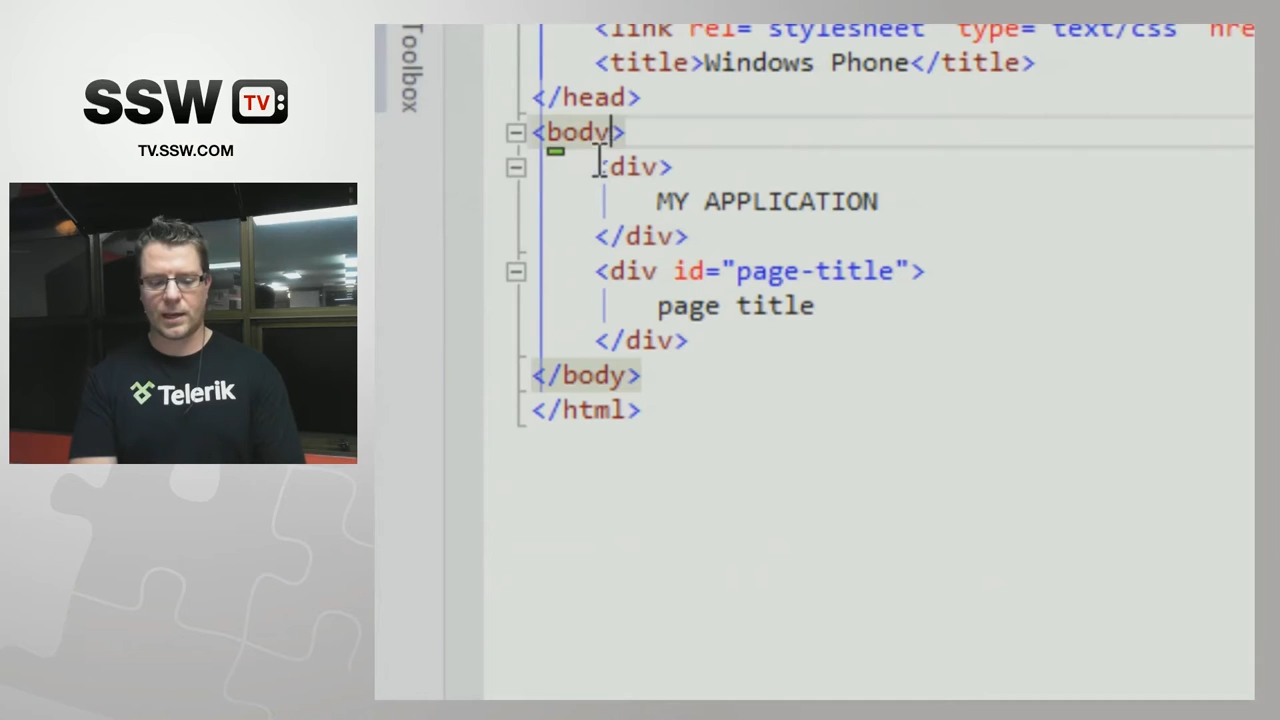 SSW TV
TV.SSW.COM
Telerik
Toolbox
<link rel="stylesheet" type="text/css"
<title>Windows Phone</title>
</head>
<body>
<div>
MY APPLICATION
</div>
<div id="page-title">
page title
</div>
</body>
</html>